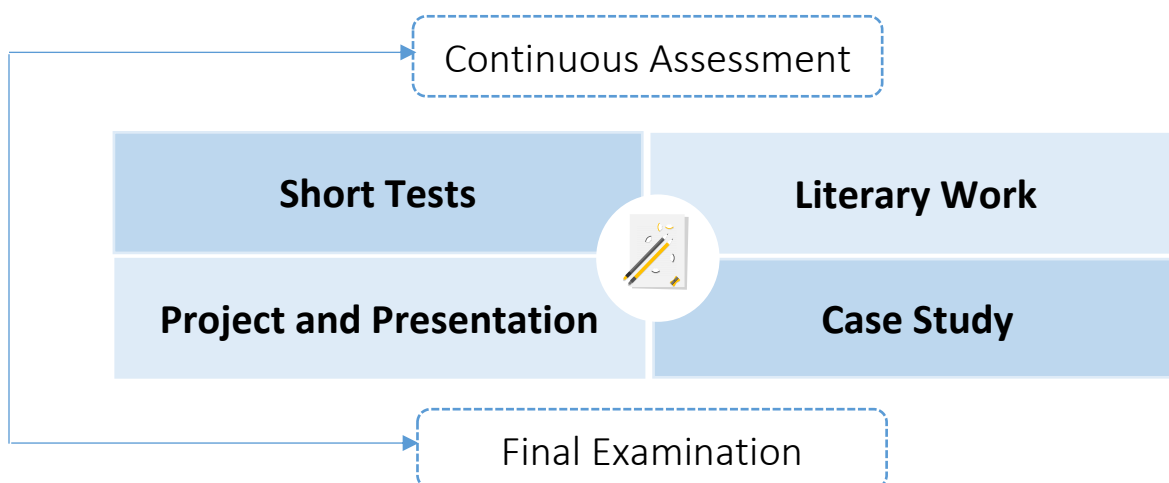 Continuous Assessment
Short Tests
Literary Work
Project and Presentation
Case Study
Final Examination